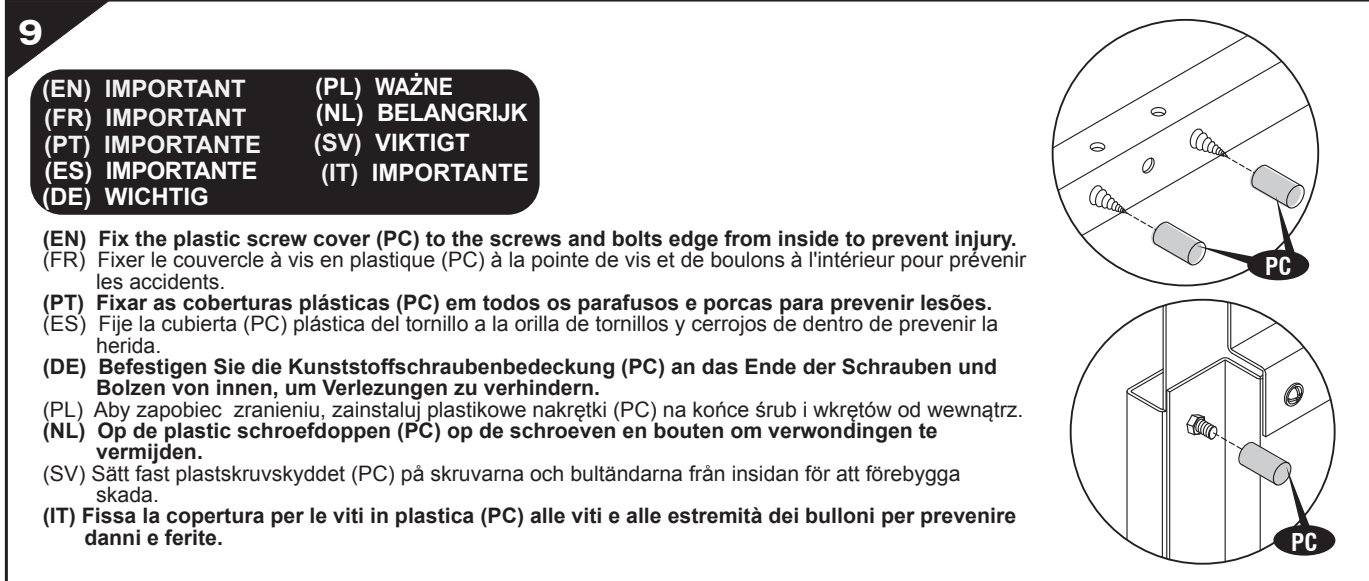 9
(EN) IMPORTANT
(FR) IMPORTANT
(PT) IMPORTANTE
(ES) IMPORTANTE
(DE) WICHTIG
(PL) WAŻNE
(NL) BELANGRIJK
(SV) VIKTIGT
(IT) IMPORTANTE
(EN) Fix the plastic screw cover (PC) to the screws and bolts edge from inside to prevent injury.
(FR) Fixer le couvercle à vis en plastique (PC) à la pointe de vis et de boulons à l'intérieur pour prévenir
les accidents.
(PT) Fixar as coberturas plásticas (PC) em todos os parafusos e porcas para prevenir lesões.
(ES) Fije la cubierta (PC) plástica del tornillo a la orilla de tornillos y cerrojos de dentro de prevenir la
herida.
(DE) Befestigen Sie die Kunststoffschraubenbedeckung (PC) an das Ende der Schrauben und
Bolzen von innen, um Verlezungen zu verhindern.
(PL) Aby zapobiec zranieniu, zainstaluj plastikowe nakrętki (PC) na końce śrub i wkrętów od wewnątrz.
(NL) Op de plastic schroefdoppen (PC) op de schroeven en bouten om verwondingen te
vermijden.
(SV) Sätt fast plastskruvskyddet (PC) på skruvarna och bultändarna från insidan för att förebygga
skada.
(IT) Fissa la copertura per le viti in plastica (PC) alle viti e alle estremità dei bulloni per prevenire
danni e ferite.
PC
PC